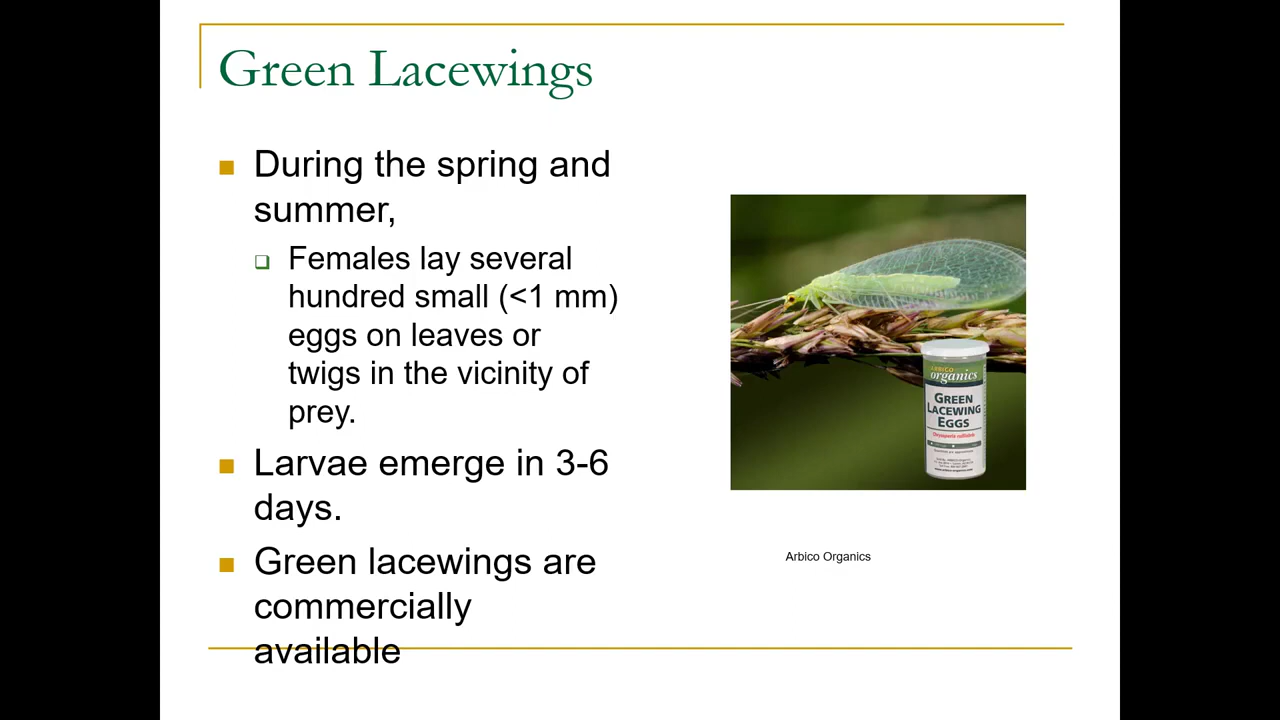 Green Lacewings
During the spring and
summer,
Females lay several
hundred small (<1 mm)
eggs on leaves or
twigs in the vicinity of
prey.
Larvae emerge in 3-6
days.
Green lacewings are
commercially
available
ARBICO
organics
GREEN
LACEWING
EGGS
Arbico Organics